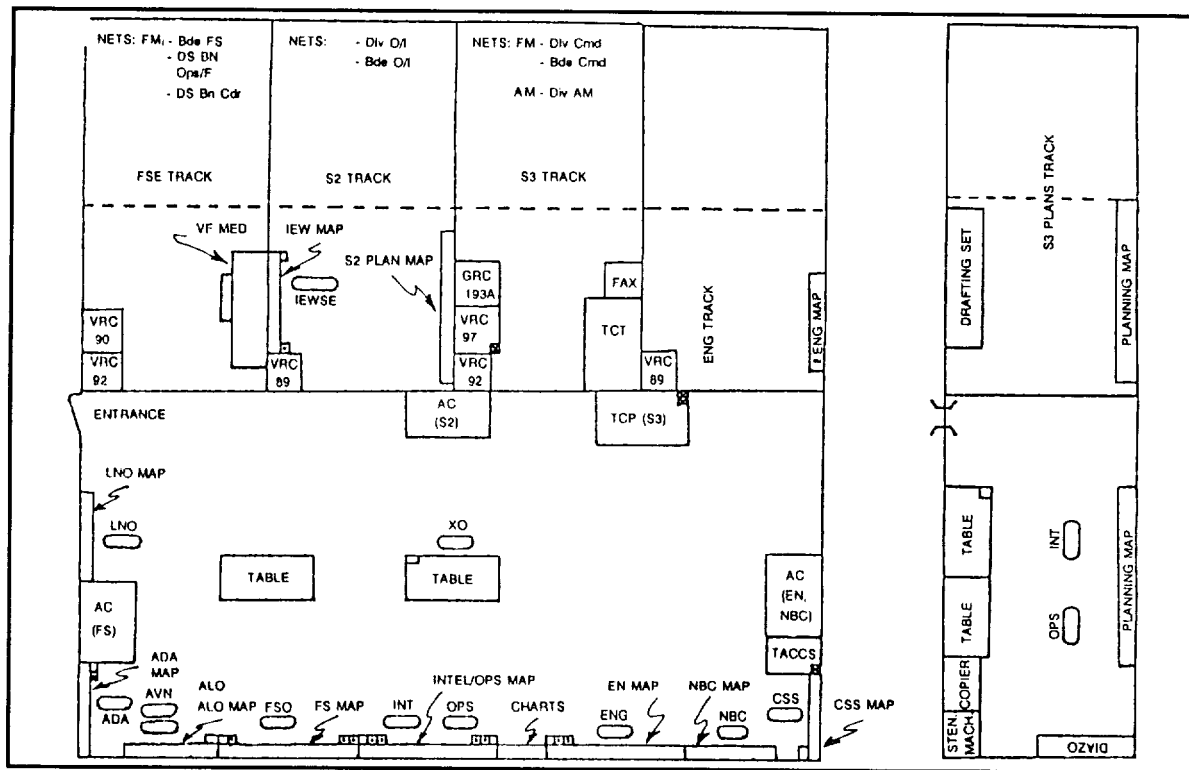 NETS: FM, - Bde FS
- DS BN
Ops/F
- DS Bn Cdr
NETS: - Div O/I
- Bde O/I
NETS: FM - Div Cmd
- Bde Cmd
AM - Div AM
FSE TRACK
S2 TRACK
S3 TRACK
ENG TRACK
S3 PLANS TRACK
VF MED
IEW MAP
S2 PLAN MAP
IEWSE
GRC
193A
FAX
VRC
90
VRC
97
TCT
VRC
92
VRC
89
VRC
92
VRC
89
ENG MAP
DRAFTING SET
PLANNING MAP
ENTRANCE
AC
(S2)
TCP (S3)
LNO MAP
LNO
XO
TABLE
TABLE
AC
(FS)
AC
(EN,
NBC)
TACCS
TABLE
TABLE
INT
OPS
PLANNING MAP
COPIER
STEN.
MACH.
DIAZO
ADA
MAP
ADA
AVN
ALO
ALO MAP
FSO
FS MAP
INT
INTEL/OPS MAP
OPS
CHARTS
ENG
EN MAP
NBC MAP
NBC
CSS
CSS MAP